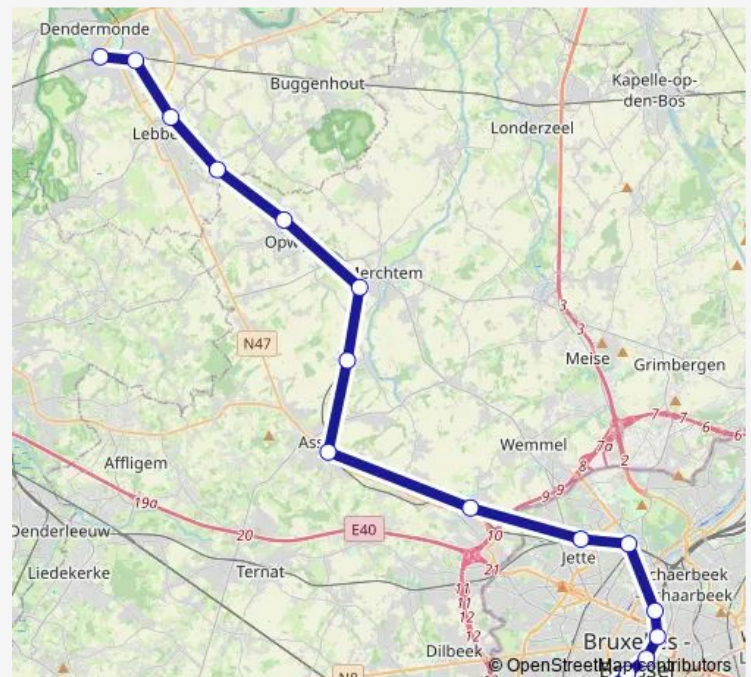 Dendermonde
Buggenhout
Kapelle-op-
den-Bos
Londerzeel
3
3
N47
Meise
Grimbergen
7
7
6
6
7a
Wemmel
8
2
Affligem
9
9
19a
10
Denderleeuw
20
E40
Jette
21
Liedekerke
Ternat
11
11
12
12
Dilbeek
N8
© OpenStreetMap contributors